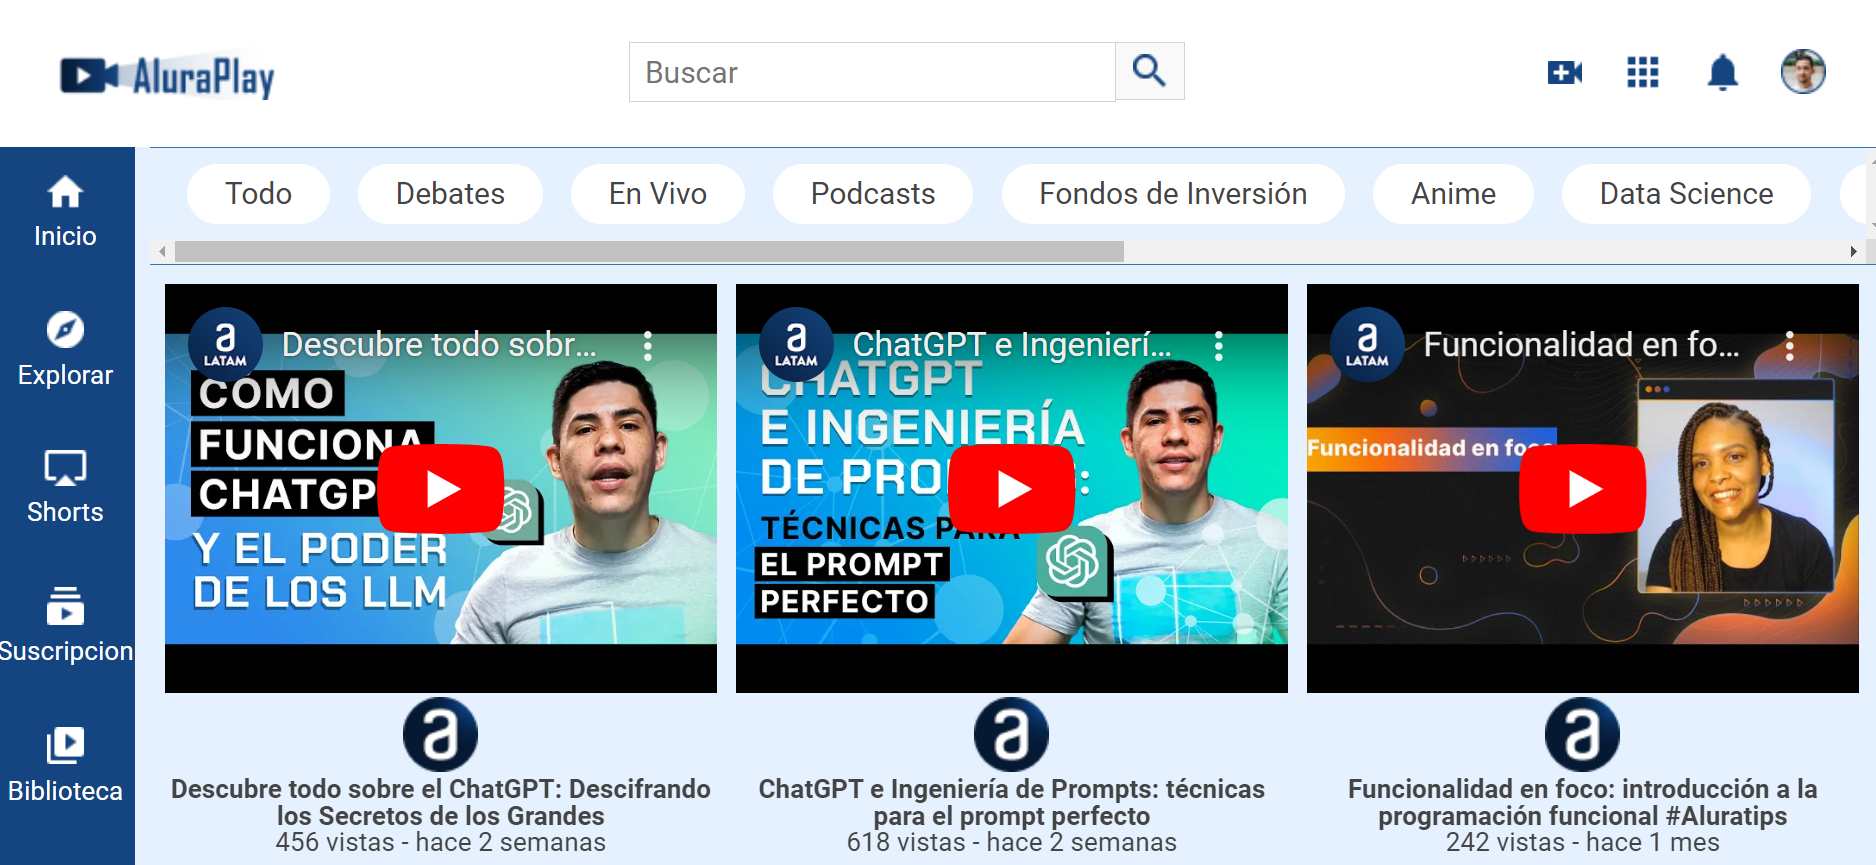 AluraPlay
Buscar
Todo
Debates
En Vivo
Podcasts
Fondos de Inversión
Anime
Data Science
Inicio
Explorar
Shorts
Suscripcion
Biblioteca
a
LATAM
Descubre todo sobr...
CÓMO
FUNCIONA
CHATGP
Y EL PODER
DE LOS LLM
a
LATAM
ChatGPT e Ingenierí...
CHATGPT
E INGENIERÍA
DE PRO :
TÉCNICAS PARA
EL PROMPT
PERFECTO
a
LATAM
Funcionalidad en fo...
Funcionalidad en foco
a
Descubre todo sobre el ChatGPT: Descifrando
los Secretos de los Grandes
456 vistas - hace 2 semanas
a
ChatGPT e Ingeniería de Prompts: técnicas
para el prompt perfecto
618 vistas - hace 2 semanas
a
Funcionalidad en foco: introducción a la
programación funcional #Aluratips
242 vistas - hace 1 mes